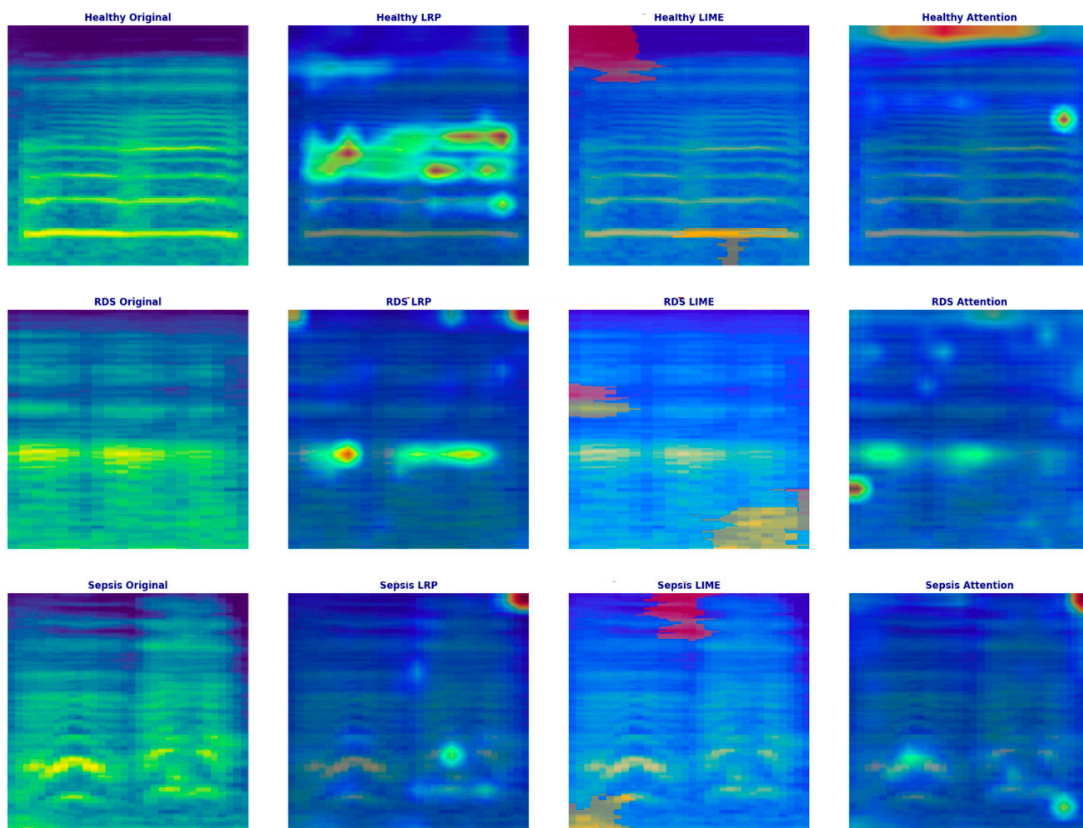 Healthy Original
Healthy LRP
Healthy LIME
Healthy Attention
RDS Original
RDS LRP
RDS LIME
RDS Attention
Sepsis Original
Sepsis LRP
Sepsis LIME
Sepsis Attention